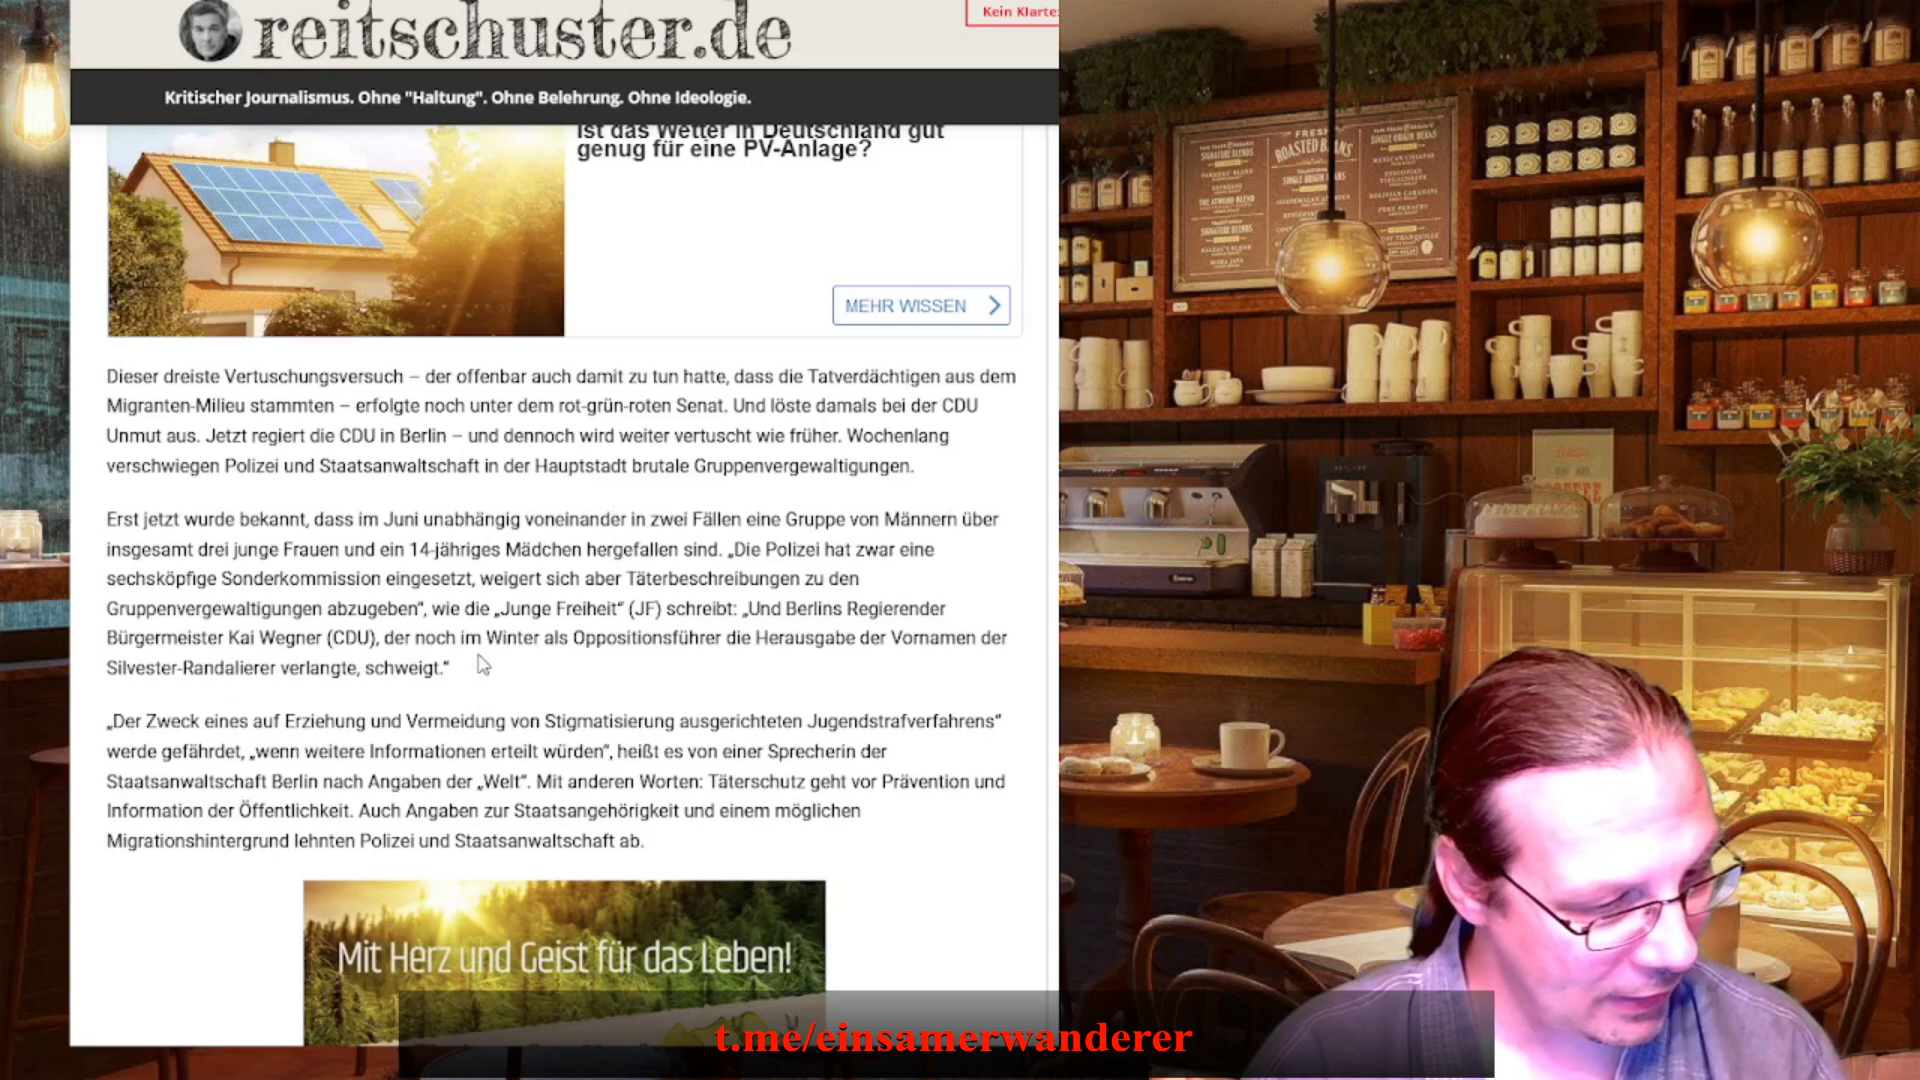 reitschuster.de
Kein Klarte
Kritischer Journalismus. Ohne "Haltung". Ohne Belehrung. Ohne Ideologie.
Ist das Wetter in Deutschland gut
genug für eine PV-Anlage?
MEHR WISSEN
Dieser dreiste Vertuschungsversuch – der offenbar auch damit zu tun hatte, dass die Tatverdächtigen aus dem
Migranten-Milieu stammten – erfolgte noch unter dem rot-grün-roten Senat. Und löste damals bei der CDU
Unmut aus. Jetzt regiert die CDU in Berlin – und dennoch wird weiter vertuscht wie früher. Wochenlang
verschwiegen Polizei und Staatsanwaltschaft in der Hauptstadt brutale Gruppenvergewaltigungen.
Erst jetzt wurde bekannt, dass im Juni unabhängig voneinander in zwei Fällen eine Gruppe von Männern über
insgesamt drei junge Frauen und ein 14-jähriges Mädchen hergefallen sind. „Die Polizei hat zwar eine
sechsköpfige Sonderkommission eingesetzt, weigert sich aber Täterbeschreibungen zu den
Gruppenvergewaltigungen abzugeben“, wie die „Junge Freiheit“ (JF) schreibt: „Und Berlins Regierender
Bürgermeister Kai Wegner (CDU), der noch im Winter als Oppositionsführer die Herausgabe der Vornamen der
Silvester-Randalierer verlangte, schweigt.“
„Der Zweck eines auf Erziehung und Vermeidung von Stigmatisierung ausgerichteten Jugendstrafverfahrens“
werde gefährdet, „wenn weitere Informationen erteilt würden“, heißt es von einer Sprecherin der
Staatsanwaltschaft Berlin nach Angaben der „Welt“. Mit anderen Worten: Täterschutz geht vor Prävention und
Information der Öffentlichkeit. Auch Angaben zur Staatsangehörigkeit und einem möglichen
Migrationshintergrund lehnten Polizei und Staatsanwaltschaft ab.
Mit Herz und Geist für das Leben!
t.me/einsamerwanderer
FRESH
ROASTED BEANS
SIGNATURE BLENDS
ESPRESSO
SINGLE ORIGIN BEANS
COFFEE